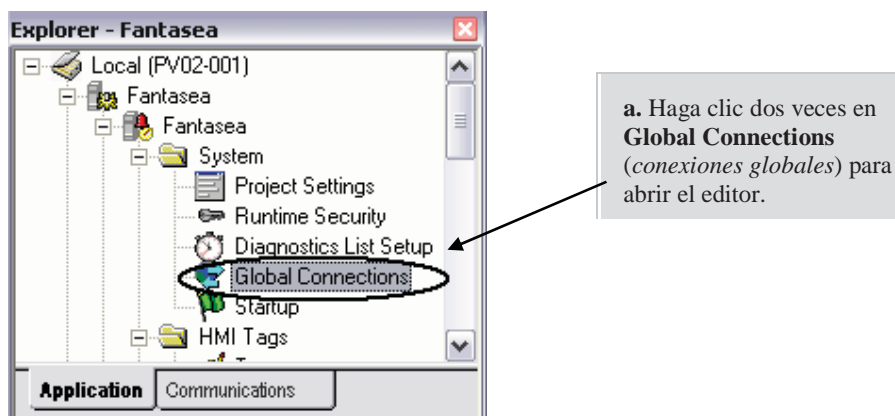 Explorer - Fantasea
Local (PV02-001)
Fantasea
Fantasea
System
Project Settings
Runtime Security
Diagnostics List Setup
Global Connections
Startup
HMI Tags
Application
Communications
a. Haga clic dos veces en
Global Connections
(conexiones globales) para
abrir el editor.